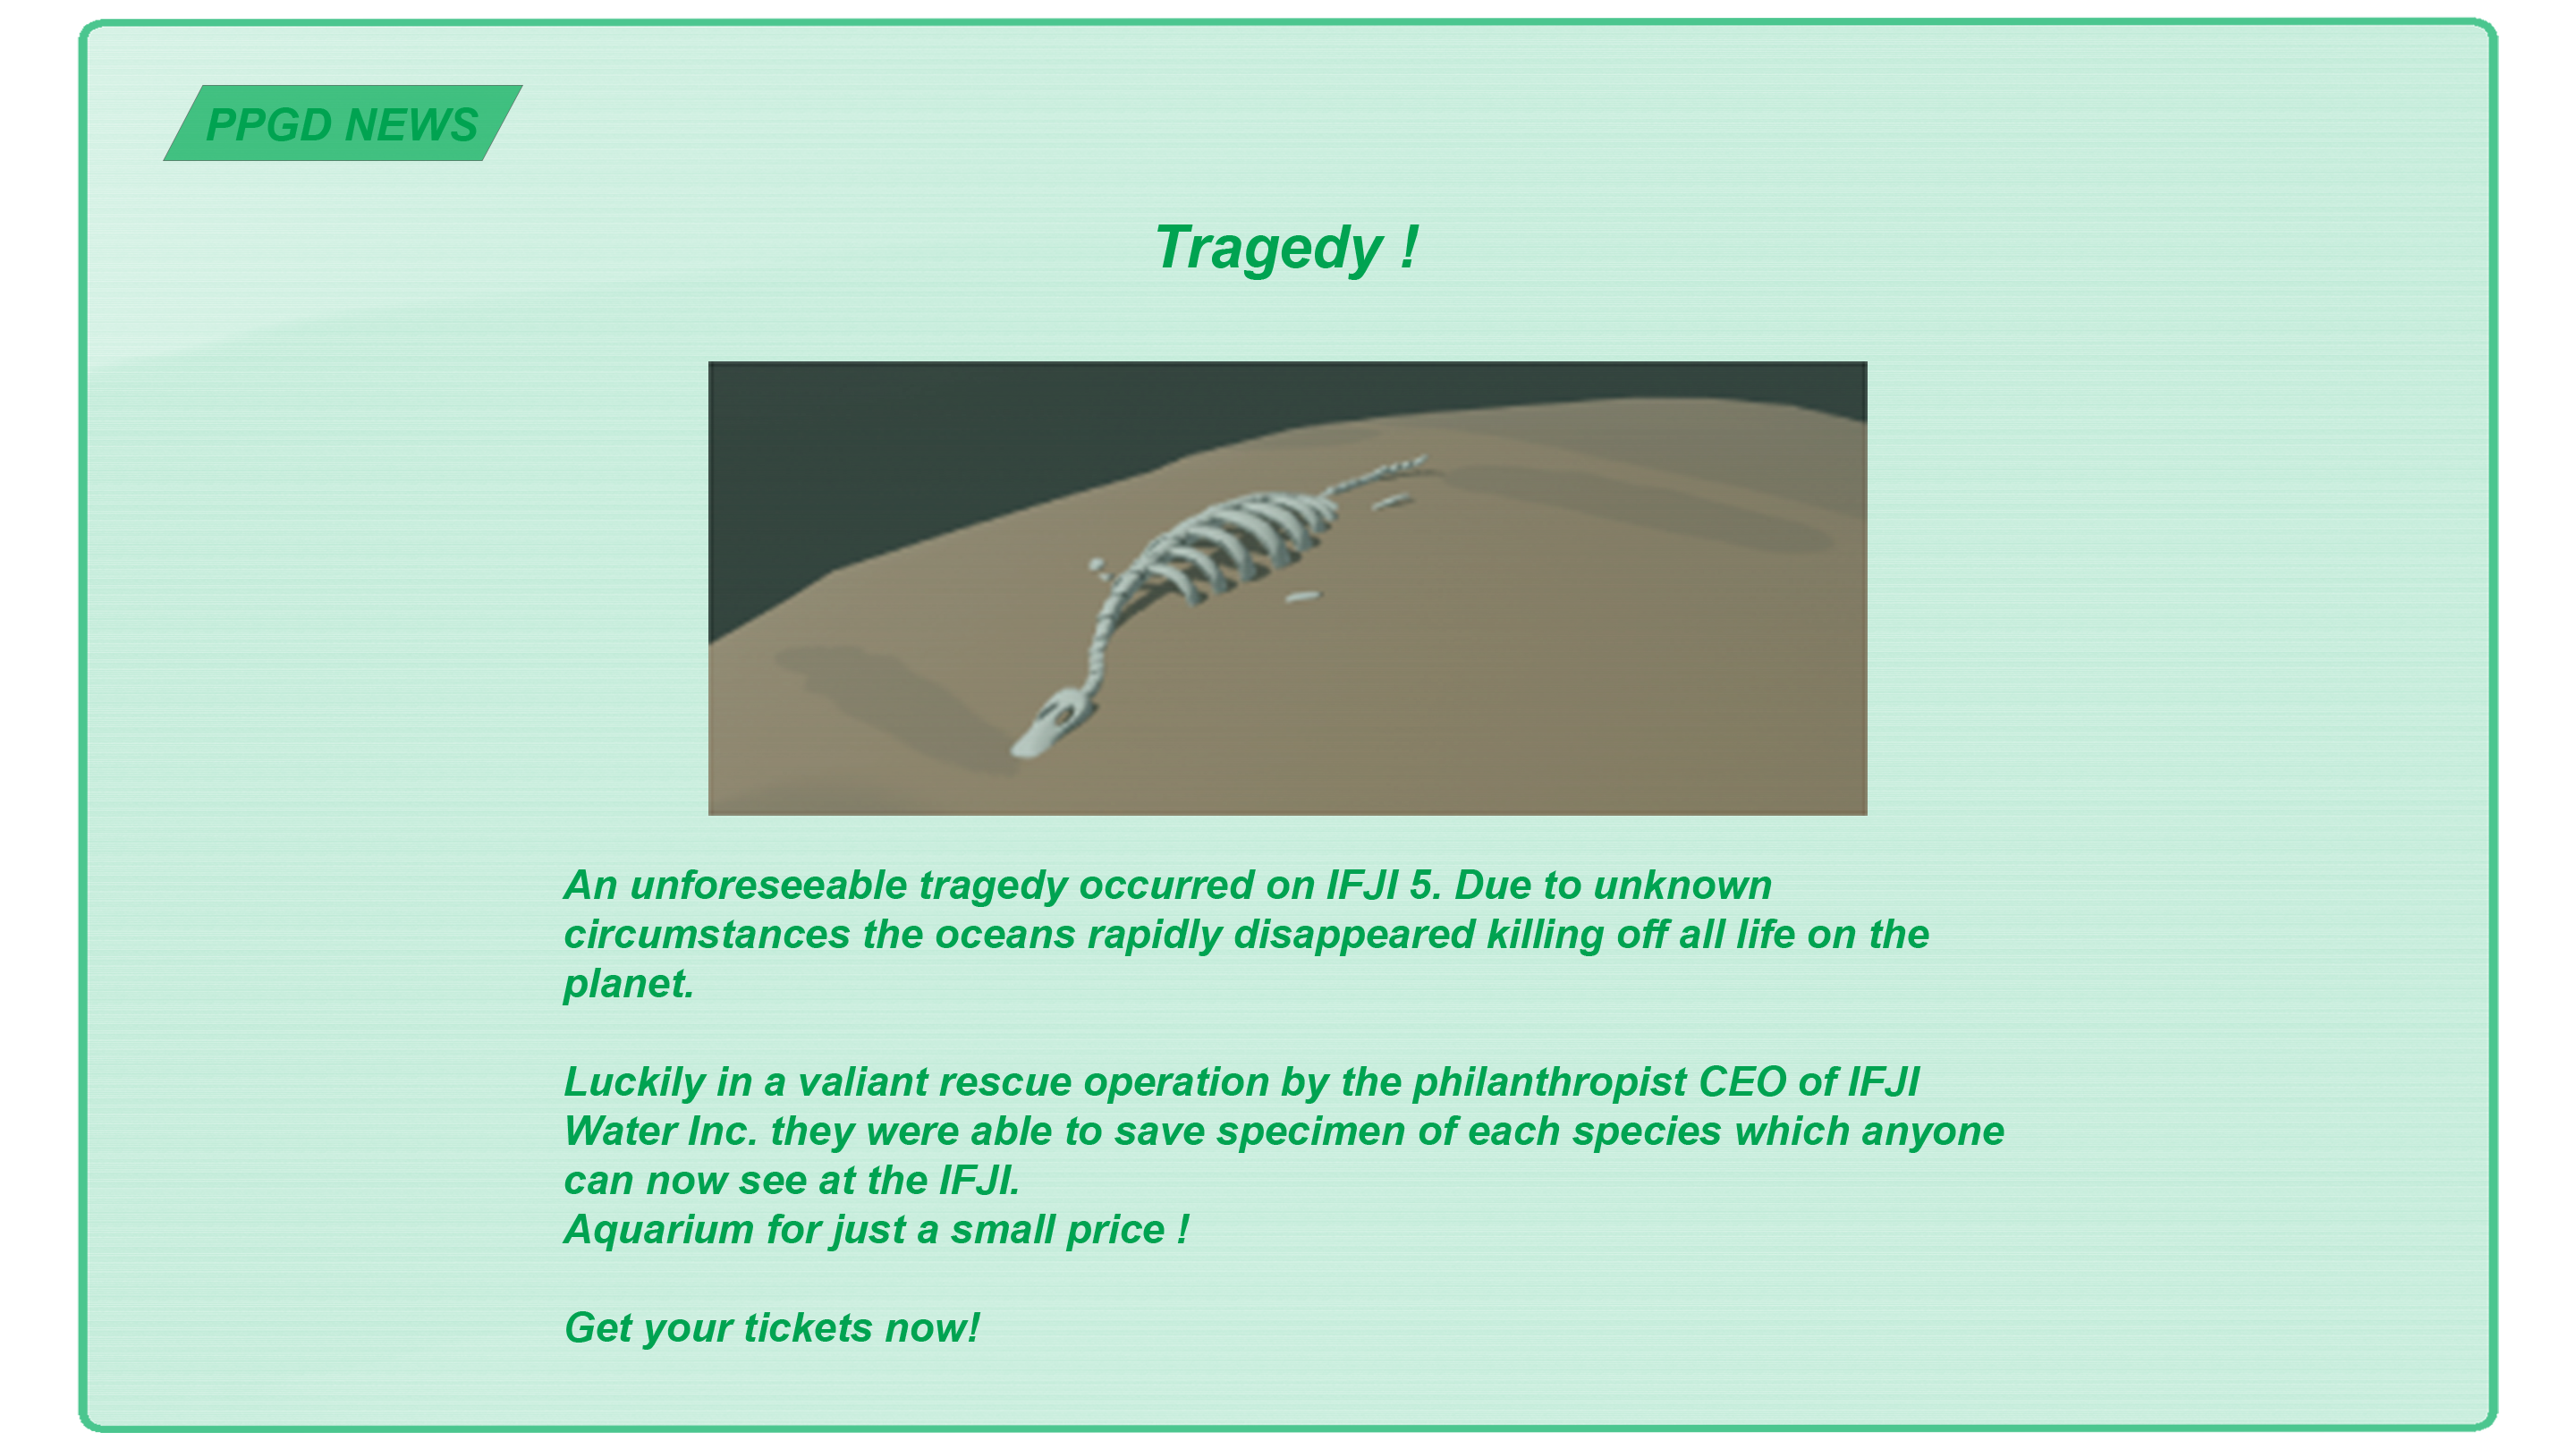 PPGD NEWS
Tragedy !
An unforeseeable tragedy occurred on IFJI 5. Due to unknown
circumstances the oceans rapidly disappeared killing off all life on the
planet.
Luckily in a valiant rescue operation by the philanthropist CEO of IFJI
Water Inc. they were able to save specimen of each species which anyone
can now see at the IFJI.
Aquarium for just a small price !
Get your tickets now!